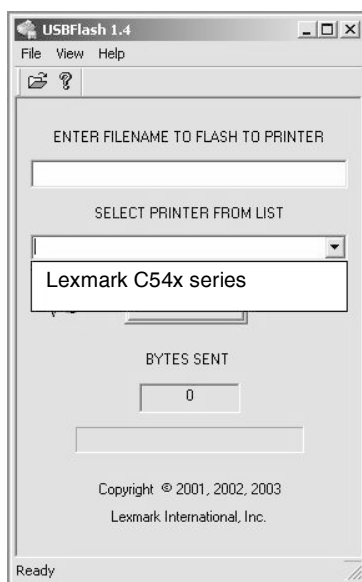 USBFlash 1.4
File View Help
ENTER FILENAME TO FLASH TO PRINTER
SELECT PRINTER FROM LIST
Lexmark C54x series
BYTES SENT
0
Copyright © 2001, 2002, 2003
Lexmark International, Inc.
Ready